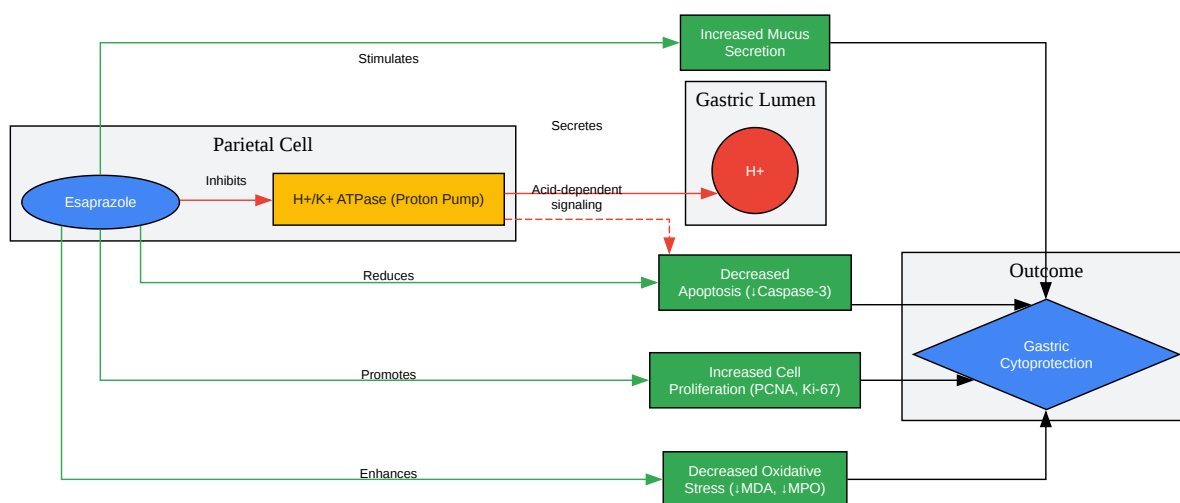 Increased Mucus
Secretion
Stimulates
Gastric Lumen
Secretes
Parietal Cell
H+
Inhibits
Esaprazole
H+/K+ ATPase (Proton Pump)
Acid-dependent
signaling
Outcome
Reduces
Decreased
Apoptosis (↓Caspase-3)
Gastric
Cytoprotection
Promotes
Increased Cell
Proliferation (PCNA, Ki-67)
Enhances
Decreased Oxidative
Stress (↓MDA, ↓MPO)